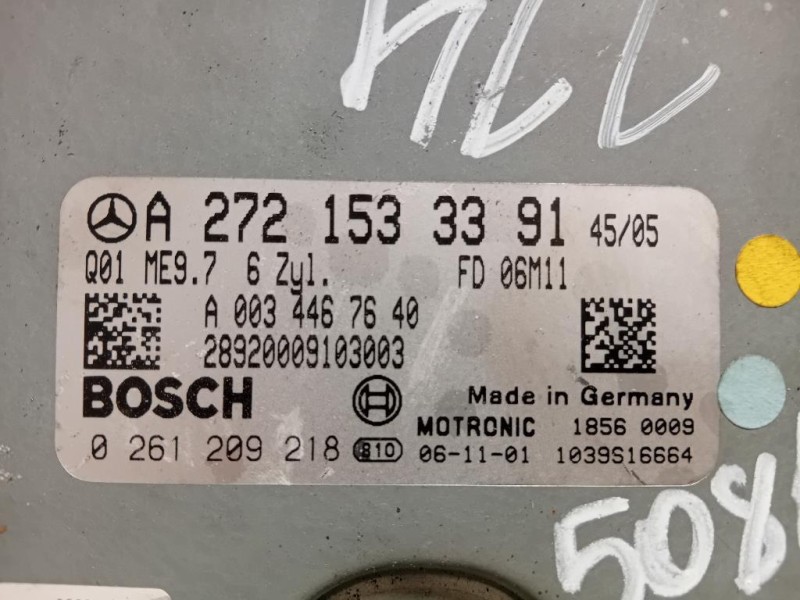 A 272 153 33 91 45/05
Q01 ME9.7 6 Zyl. FD 06M11
A 003 446 76 40
28920009103003
BOSCH Made in Germany
MOTRONIC 1856 0009
0 261 209 218 S10 06-11-01 1039S16664